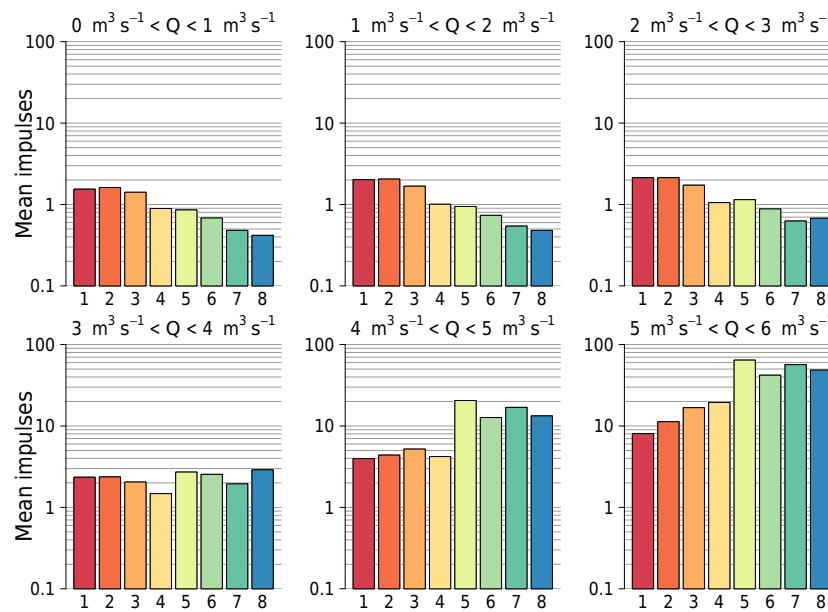 0 m³ s⁻¹ < Q < 1 m³ s⁻¹
1 m³ s⁻¹ < Q < 2 m³ s⁻¹
2 m³ s⁻¹ < Q < 3 m³ s⁻¹
Mean impulses
100
10
1
0.1
100
10
1
0.1
100
10
1
0.1
1 2 3 4 5 6 7 8
1 2 3 4 5 6 7 8
1 2 3 4 5 6 7 8
3 m³ s⁻¹ < Q < 4 m³ s⁻¹
4 m³ s⁻¹ < Q < 5 m³ s⁻¹
5 m³ s⁻¹ < Q < 6 m³ s⁻¹
Mean impulses
100
10
1
0.1
100
10
1
0.1
100
10
1
0.1
1 2 3 4 5 6 7 8
1 2 3 4 5 6 7 8
1 2 3 4 5 6 7 8